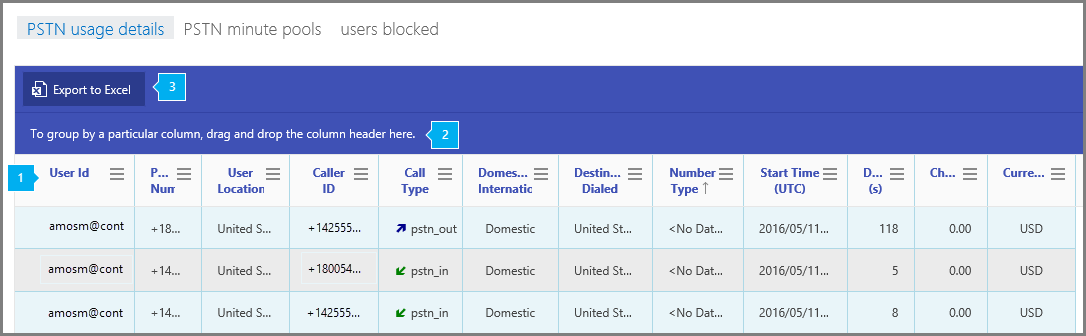 PSTN usage details PSTN minute pools users blocked
Export to Excel 3
To group by a particular column, drag and drop the column header here. 2
1 User Id P... Num User Location Caller ID Call Type Domes... Internatic Destin... Dialed Number Type ↑ Start Time (UTC) D... (s) Ch... Curre...
amosm@cont +18... United S... +142555... pstn_out Domestic United St... <No Dat... 2016/05/11... 118 0.00 USD
amosm@cont +14... United S... +180054... pstn_in Domestic United St... <No Dat... 2016/05/11... 5 0.00 USD
amosm@cont +14... United S... +142555... pstn_in Domestic United St... <No Dat... 2016/05/11... 8 0.00 USD